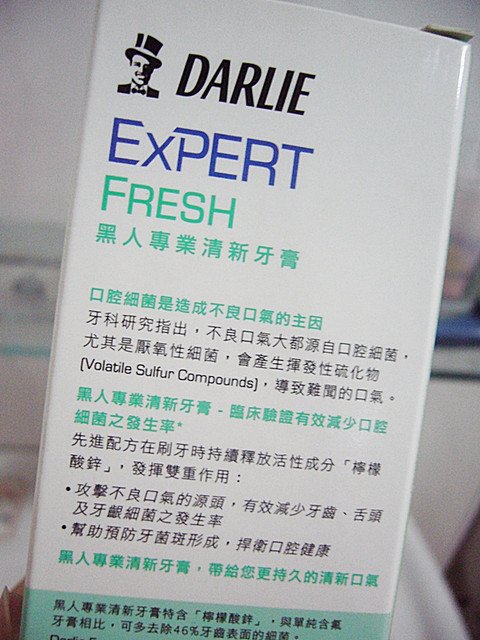 DARLIE
EXPERT
FRESH
黑人專業清新牙膏
口腔細菌是造成不良口氣的主因
牙科研究指出，不良口氣大都源自口腔細菌，
尤其是厭氧性細菌，會產生揮發性硫化物
(Volatile Sulfur Compounds)，導致難聞的口氣。
黑人專業清新牙膏 - 臨床驗證有效減少口腔
細菌之發生率*
先進配方在刷牙時持續釋放活性成分「檸檬
酸鋅」，發揮雙重作用：
•攻擊不良口氣的源頭，有效減少牙齒、舌頭
及牙齦細菌之發生率
•幫助預防牙菌斑形成，捍衛口腔健康
黑人專業清新牙膏，帶給您更持久的清新口氣
黑人專業清新牙膏特含「檸檬酸鋅」，與單純含氟
牙膏相比，可多去除46%牙齒表面的細菌。